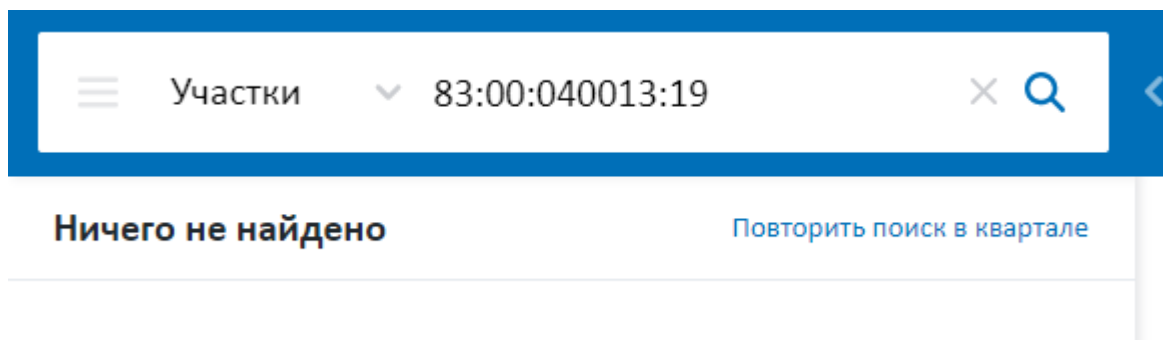 Участки 83:00:040013:19
Ничего не найдено Повторить поиск в квартале